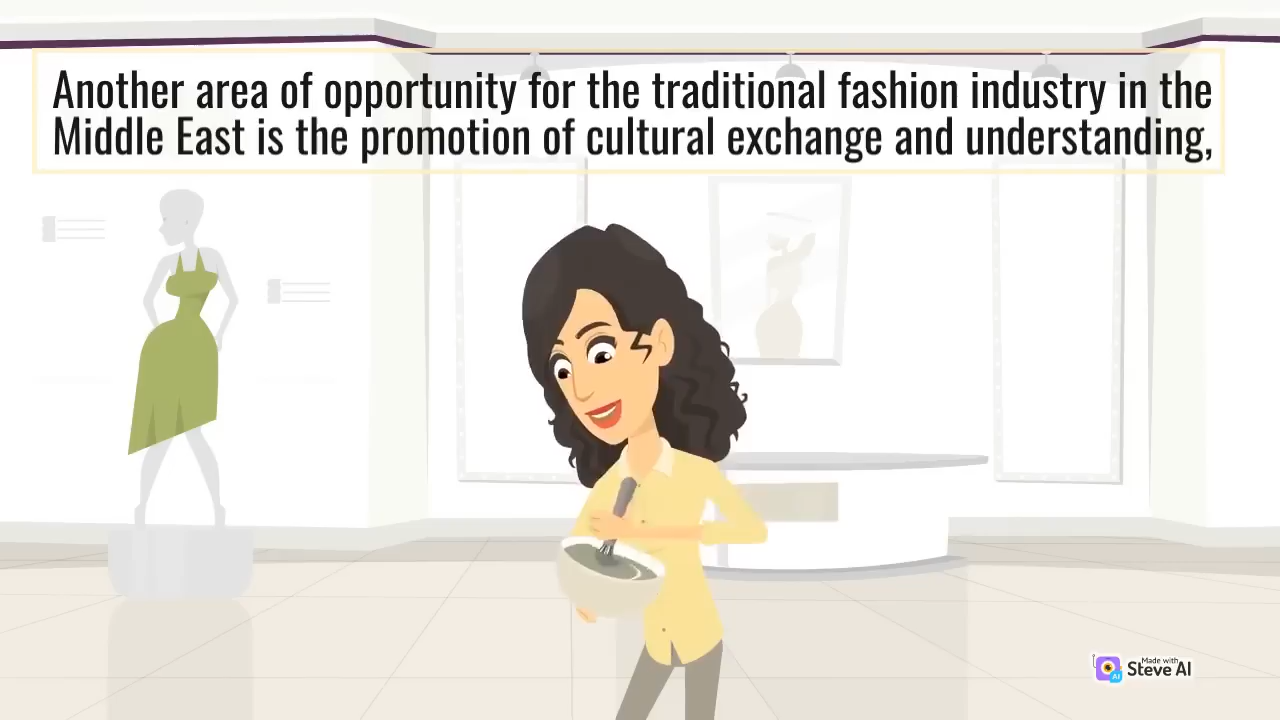 Another area of opportunity for the traditional fashion industry in the
Middle East is the promotion of cultural exchange and understanding,
Made with
AI Steve AI